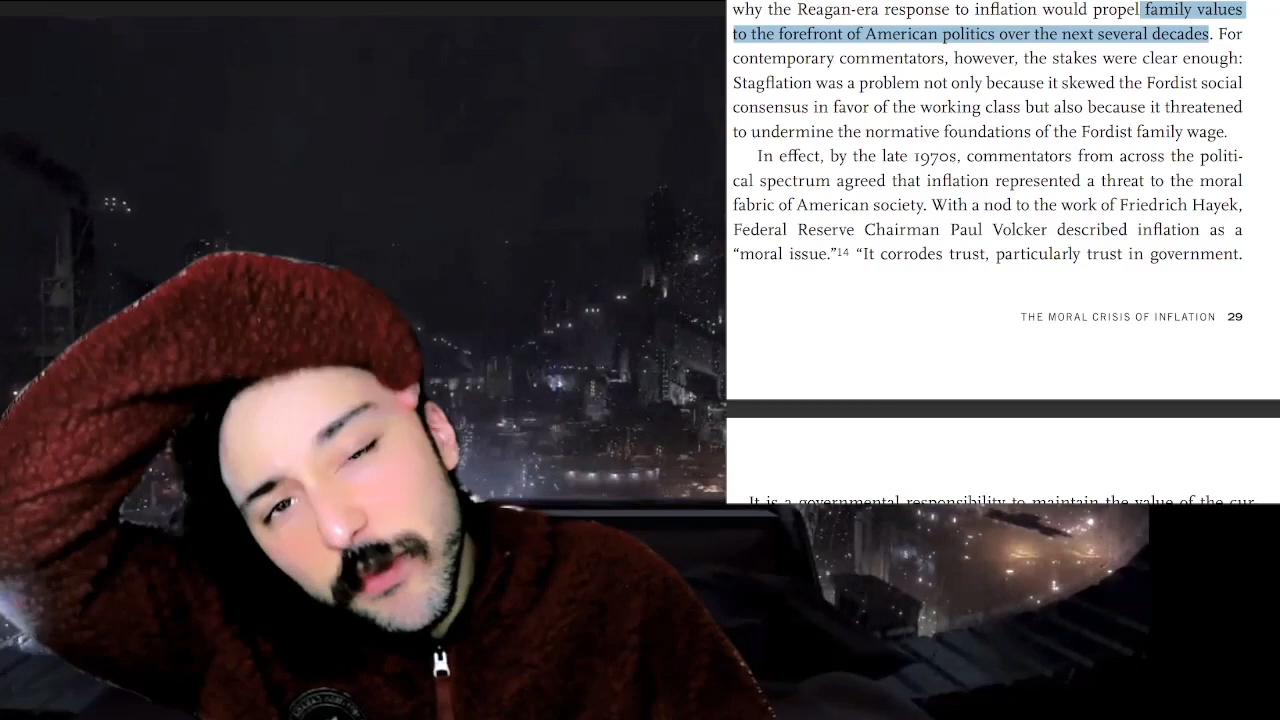 why the Reagan-era response to inflation would propel family values
to the forefront of American politics over the next several decades. For
contemporary commentators, however, the stakes were clear enough:
Stagflation was a problem not only because it skewed the Fordist social
consensus in favor of the working class but also because it threatened
to undermine the normative foundations of the Fordist family wage.
In effect, by the late 1970s, commentators from across the politi-
cal spectrum agreed that inflation represented a threat to the moral
fabric of American society. With a nod to the work of Friedrich Hayek,
Federal Reserve Chairman Paul Volcker described inflation as a
“moral issue.”14 “It corrodes trust, particularly trust in government.
THE MORAL CRISIS OF INFLATION 29
It is a governmental responsibility to maintain the value of the cur